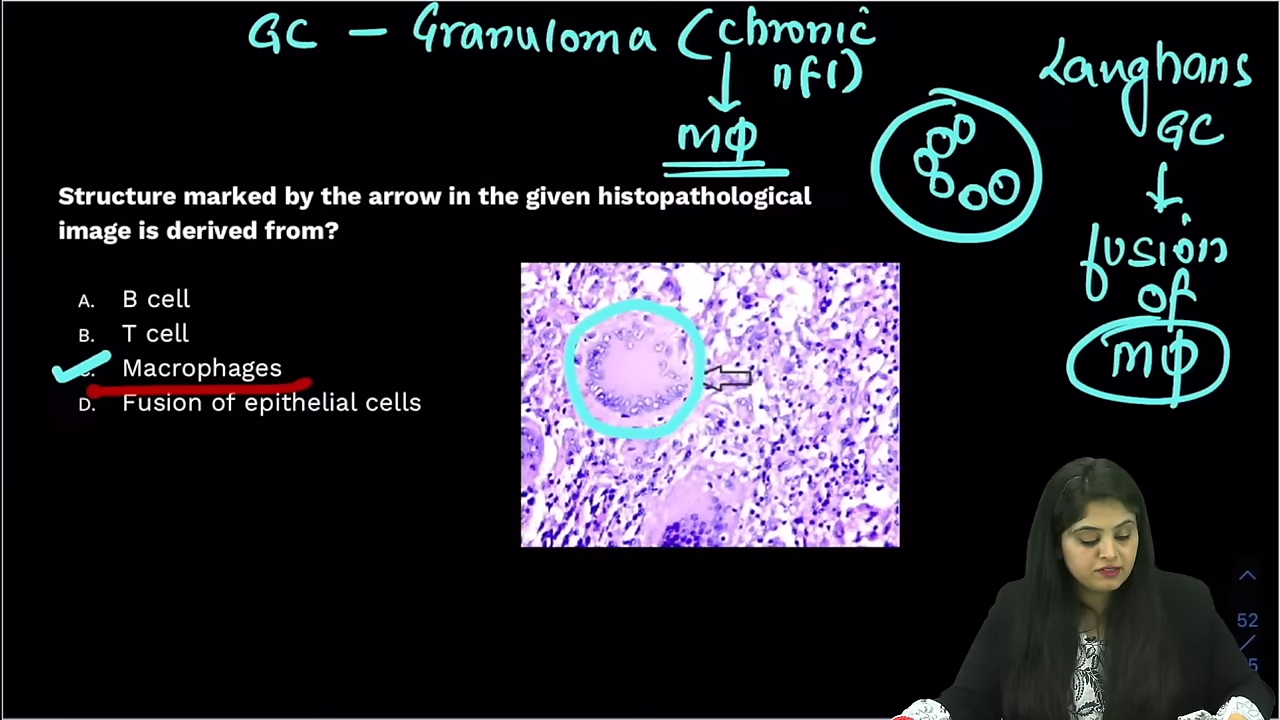 GC - Granuloma (chronic
nfl)
↓
mφ
Langhans
GC
↓
fusion
of
mφ
Structure marked by the arrow in the given histopathological
image is derived from?
A. B cell
B. T cell
Macrophages
D. Fusion of epithelial cells
52
/
5